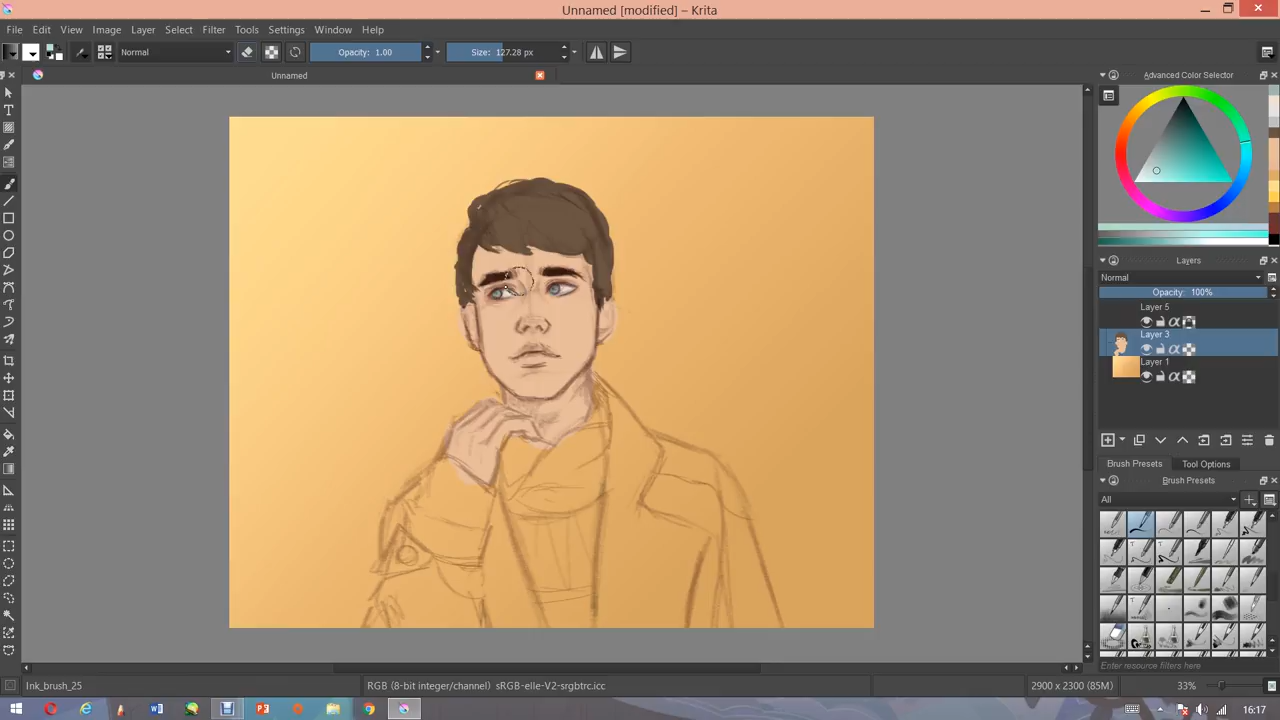 Unnamed [modified] – Krita
File Edit View Image Layer Select Filter Tools Settings Window Help
Normal
Opacity: 1.00
Size: 127.28 px
Unnamed
Advanced Color Selector
Layers
Normal
Opacity: 100%
Layer 5
Layer 3
Layer 1
Brush Presets Tool Options
Brush Presets
All
Enter resource filters here
Ink_brush_25
RGB (8-bit integer/channel) sRGB-elle-V2-srgbtrc.icc
2900 x 2300 (85M)
33%
16:17